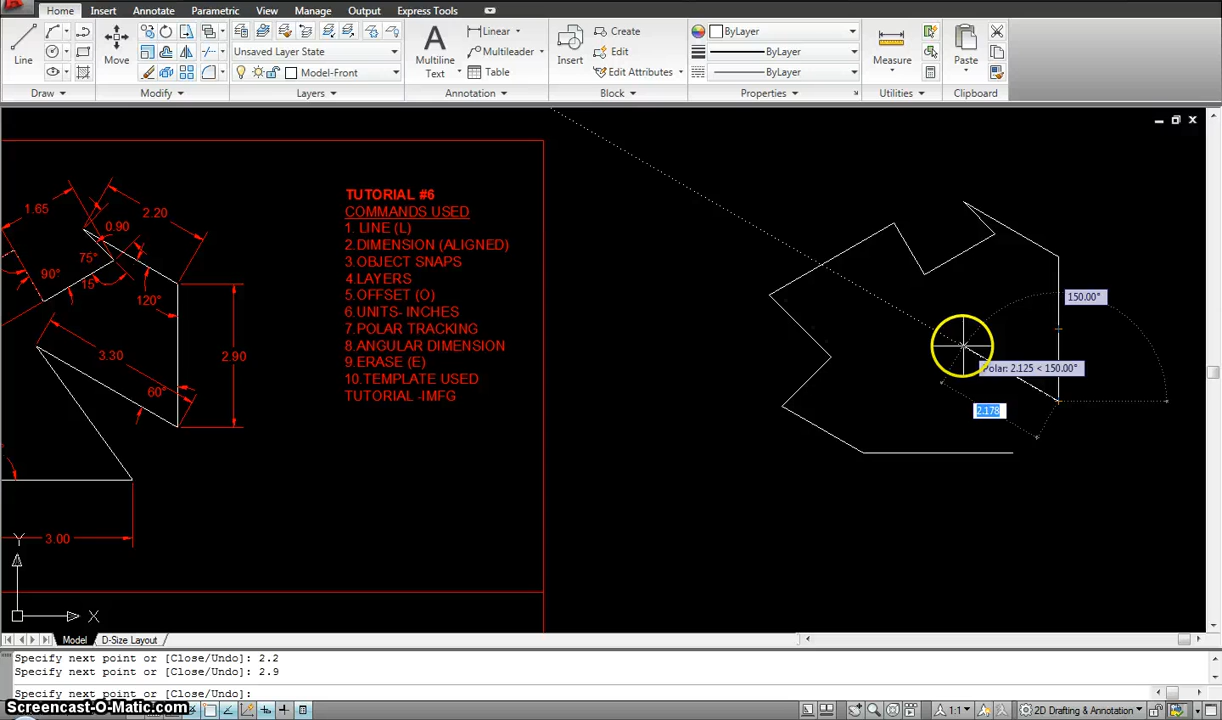 Home Insert Annotate Parametric View Manage Output Express Tools
Line Move Multiline Text Linear Multileader Table Insert Create Edit Edit Attributes ByLayer ByLayer ByLayer Measure Paste
Unsaved Layer State
Model-Front
Draw Modify Layers Annotation Block Properties Utilities Clipboard
TUTORIAL #6
COMMANDS USED
1. LINE (L)
2.DIMENSION (ALIGNED)
3.OBJECT SNAPS
4.LAYERS
5.OFFSET (O)
6.UNITS- INCHES
7.POLAR TRACKING
8.ANGULAR DIMENSION
9.ERASE (E)
10.TEMPLATE USED
TUTORIAL -IMFG
1.65
0.90
2.20
75°
90°
15°
120°
3.30
2.90
60°
3.00
Y
X
150.00°
Polar: 2.125 < 150.00°
2.178
Model D-Size Layout
Specify next point or [Close/Undo]: 2.2
Specify next point or [Close/Undo]: 2.9
Specify next point or [Close/Undo]:
Screencast-O-Matic.com
1:1 2D Drafting & Annotation